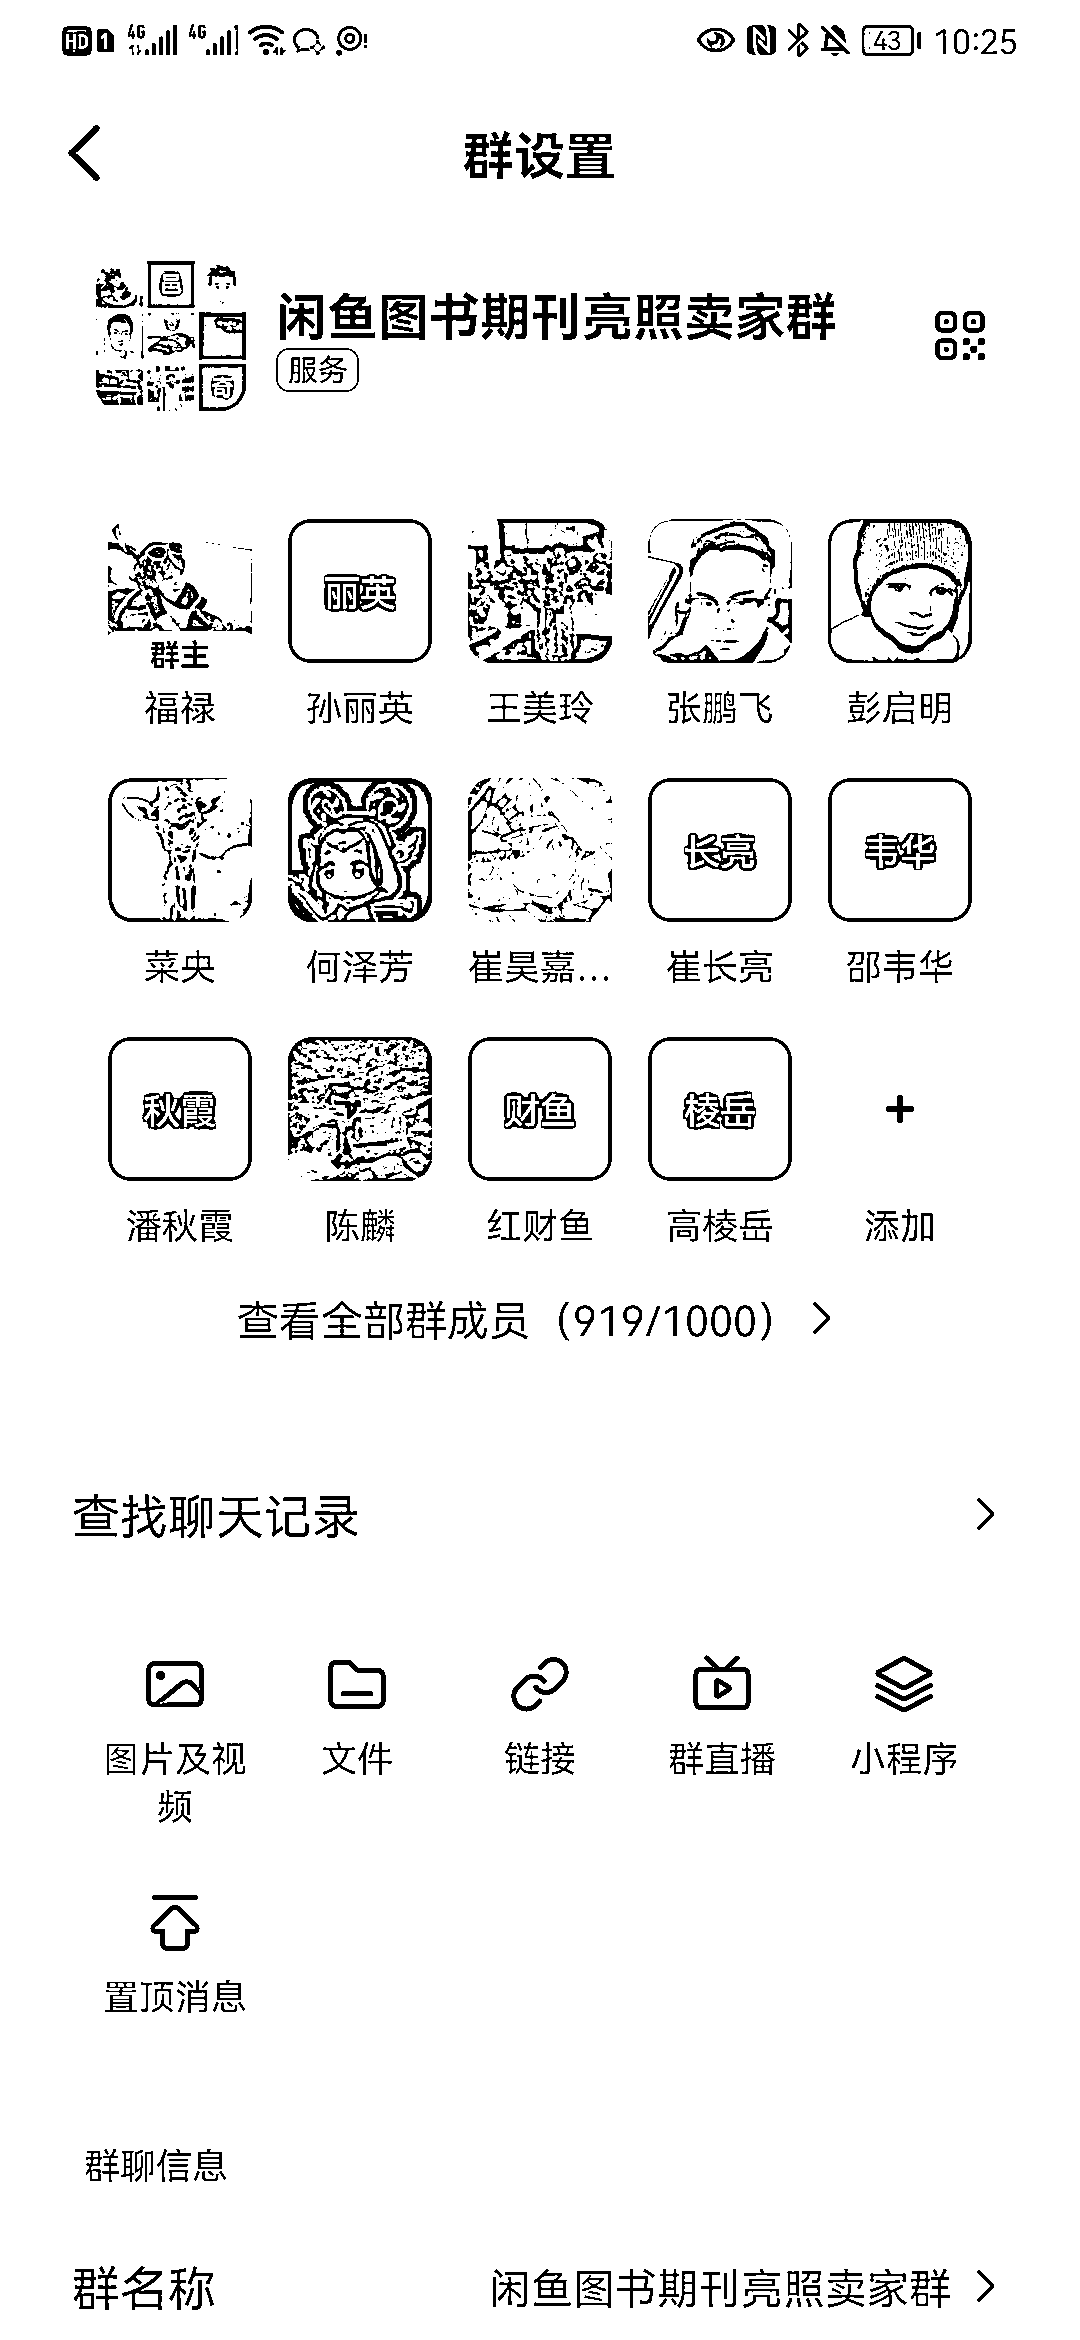 HD 1 4G 4G 43 10:25
群设置
闲鱼图书期刊亮照卖家群
服务
丽英
群主
福禄 孙丽英 王美玲 张鹏飞 彭启明
长亮 韦华
菜央 何泽芳 崔昊嘉... 崔长亮 邵韦华
秋霞 财鱼 棱岳
潘秋霞 陈麟 红财鱼 高棱岳 添加
查看全部群成员（919/1000）
查找聊天记录
图片及视频 文件 链接 群直播 小程序
置顶消息
群聊信息
群名称 闲鱼图书期刊亮照卖家群